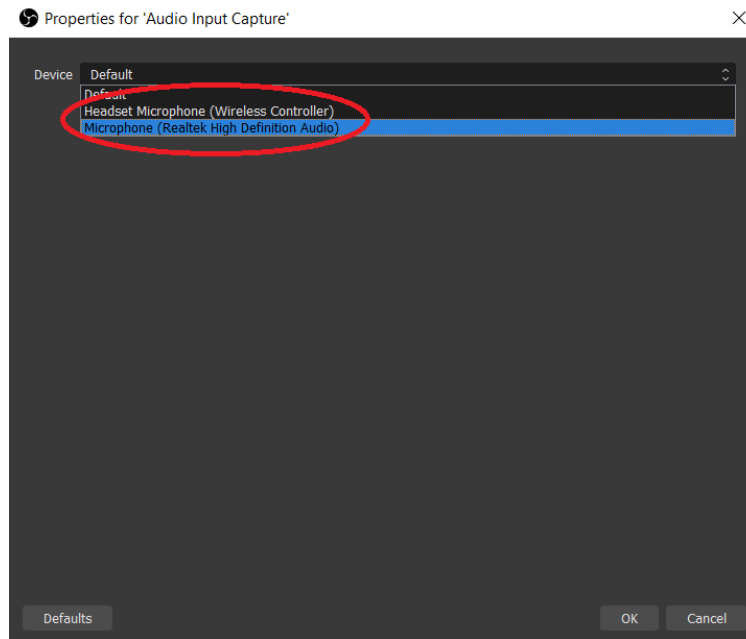 Properties for 'Audio Input Capture'
Device Default
Default
Headset Microphone (Wireless Controller)
Microphone (Realtek High Definition Audio)
Defaults OK Cancel